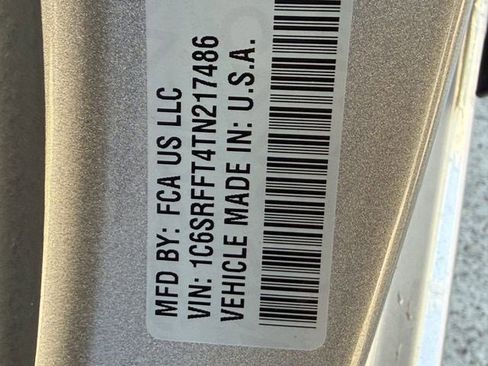 MFD BY: FCA US LLC
VIN: 1C6SRFFT4TN217486
VEHICLE MADE IN: U.S.A.